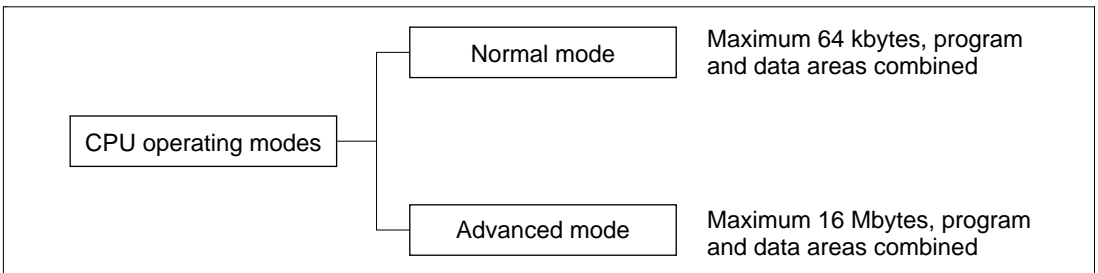 Normal mode
Maximum 64 kbytes, program
and data areas combined
CPU operating modes
Advanced mode
Maximum 16 Mbytes, program
and data areas combined